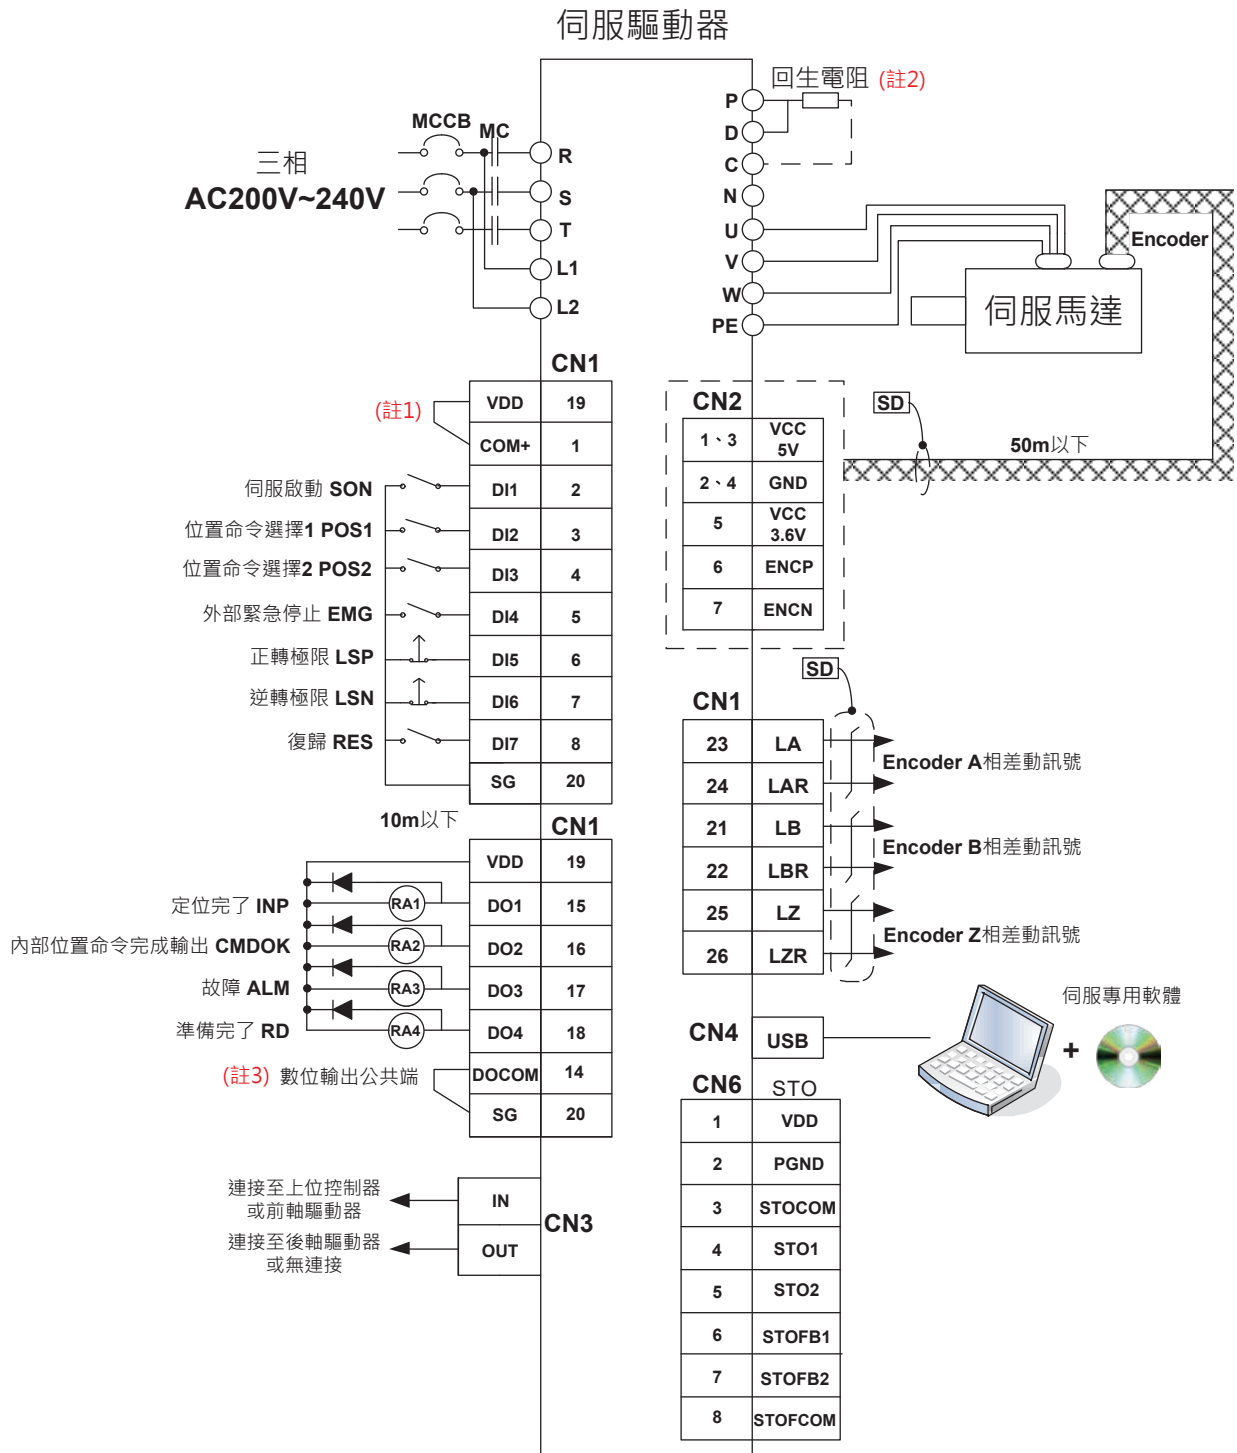 伺服驅動器
三相
AC200V~240V
MCCB
MC
R
S
T
L1
L2
P
D
C
N
U
V
W
PE
回生電阻 (註2)
Encoder
伺服馬達
SD
50m以下
CN1
(註1)
VDD 19
COM+ 1
伺服啟動 SON DI1 2
位置命令選擇1 POS1 DI2 3
位置命令選擇2 POS2 DI3 4
外部緊急停止 EMG DI4 5
正轉極限 LSP DI5 6
逆轉極限 LSN DI6 7
復歸 RES DI7 8
SG 20
10m以下
CN1
VDD 19
定位完了 INP RA1 DO1 15
內部位置命令完成輸出 CMDOK RA2 DO2 16
故障 ALM RA3 DO3 17
準備完了 RD RA4 DO4 18
(註3) 數位輸出公共端 DOCOM 14
SG 20
連接至上位控制器
或前軸驅動器
IN
連接至後軸驅動器
或無連接
OUT
CN3
CN2
1、3 VCC 5V
2、4 GND
5 VCC 3.6V
6 ENCP
7 ENCN
SD
CN1
23 LA
24 LAR
Encoder A相差動訊號
21 LB
22 LBR
Encoder B相差動訊號
25 LZ
26 LZR
Encoder Z相差動訊號
CN4 USB
伺服專用軟體
+
CN6 STO
1 VDD
2 PGND
3 STOCOM
4 STO1
5 STO2
6 STOFB1
7 STOFB2
8 STOFCOM